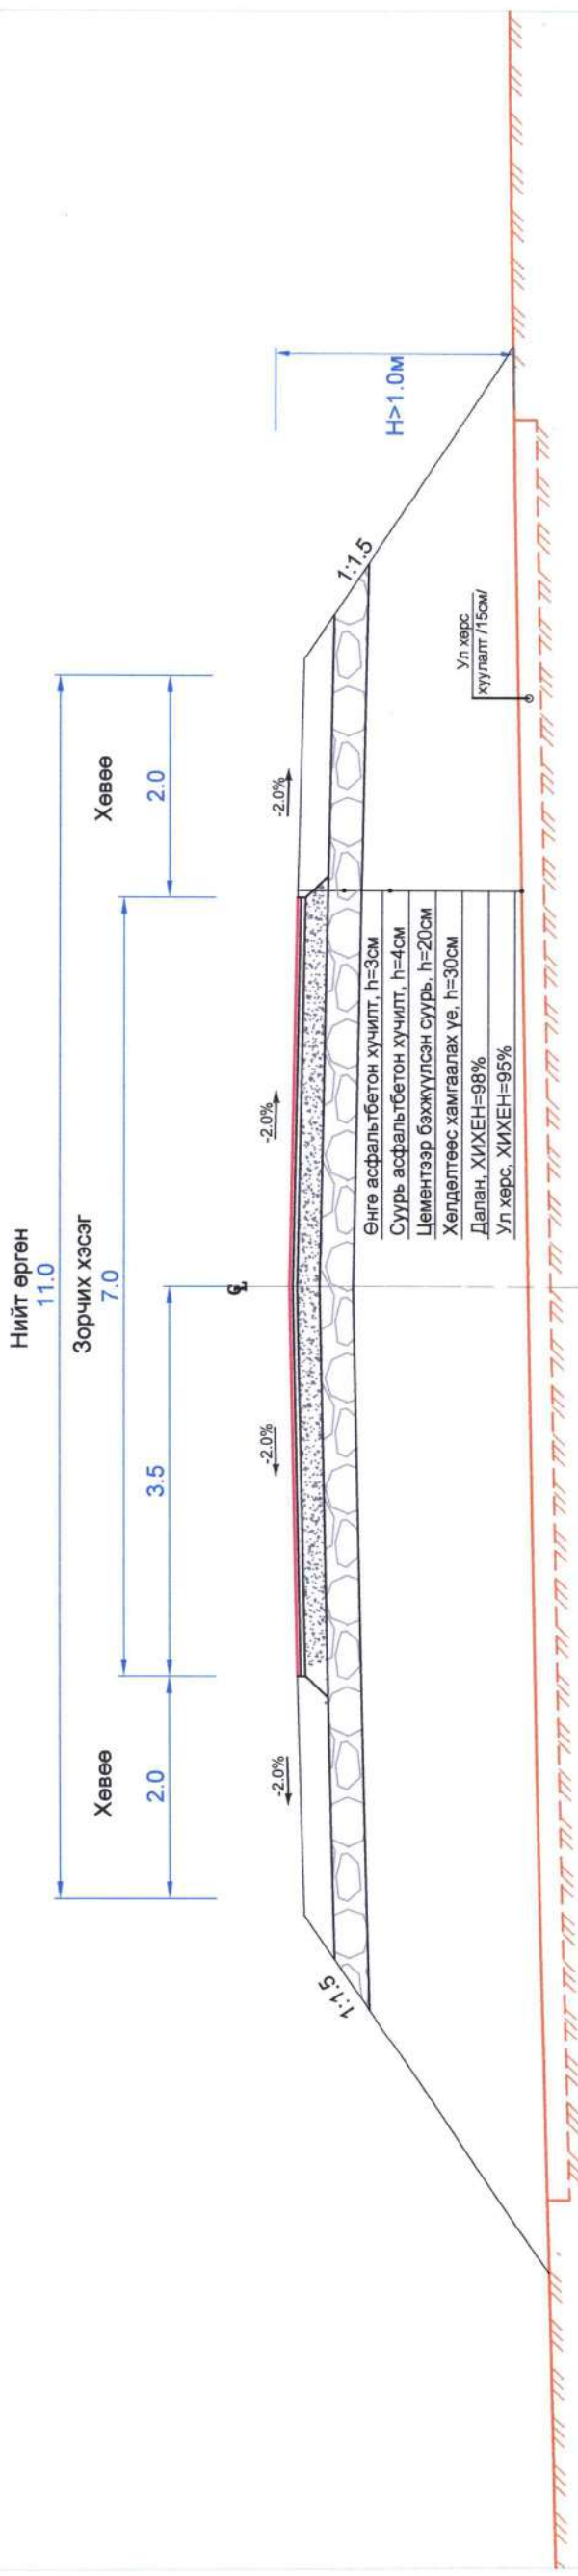 Нийт өргөн
11.0
Зорчих хэсэг
7.0
Хөвөө
2.0
3.5
Хөвөө
2.0
-2.0%
-2.0%
-2.0%
-2.0%
1:1.5
1:1.5
H>1.0м
Өнгө асфальтбетон хучилт, h=3см
Суурь асфальтбетон хучилт, h=4см
Цементээр бэхжүүлсэн суурь, h=20см
Хөлдөлтөөс хамгаалах үе, h=30см
Далан, ХИХЕН=98%
Ул хөрс, ХИХЕН=95%
Ул хөрс
хуулалт /15см/